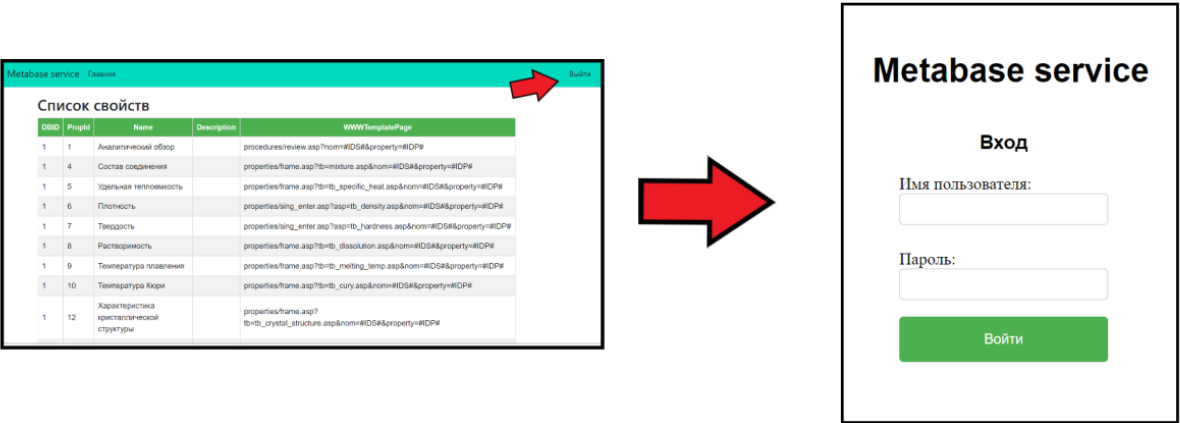 Metabase service Главная Выйти
Список свойств
DBID PropId Name Description WWWTemplatePage
1 1 Аналитический обзор procedures/review.asp?nom=#IDS#&property=#IDP#
1 4 Состав соединения properties/frame.asp?tb=mixture.asp&nom=#IDS#&property=#IDP#
1 5 Удельная теплоемкость properties/frame.asp?tb=tb_specific_heat.asp&nom=#IDS#&property=#IDP#
1 6 Плотность properties/sing_enter.asp?asp=tb_density.asp&nom=#IDS#&property=#IDP#
1 7 Твердость properties/sing_enter.asp?asp=tb_hardness.asp&nom=#IDS#&property=#IDP#
1 8 Растворимость properties/frame.asp?tb=tb_dissolution.asp&nom=#IDS#&property=#IDP#
1 9 Температура плавления properties/frame.asp?tb=tb_melting_temp.asp&nom=#IDS#&property=#IDP#
1 10 Температура Кюри properties/frame.asp?tb=tb_cury.asp&nom=#IDS#&property=#IDP#
1 12 Характеристика
кристаллической
структуры
properties/frame.asp?
tb=tb_crystal_structure.asp&nom=#IDS#&property=#IDP#
Metabase service
Вход
Имя пользователя:
Пароль:
Войти